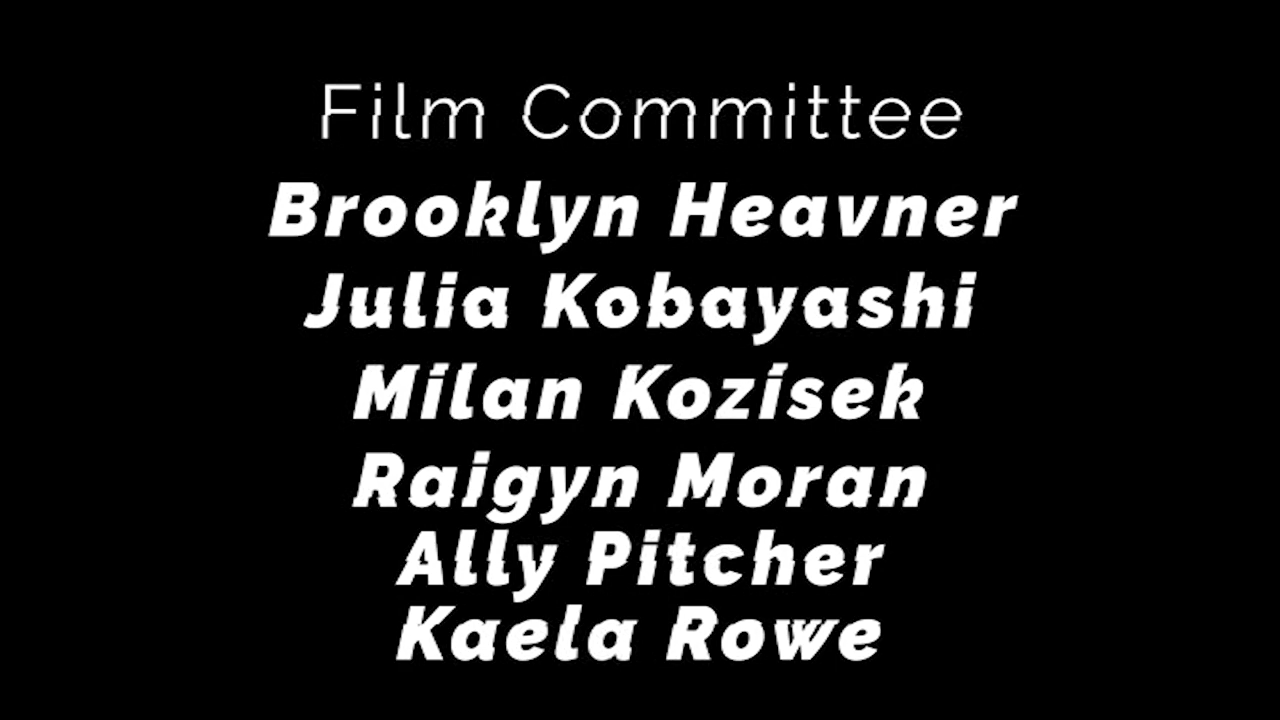 Film Committee
Brooklyn Heavner
Julia Kobayashi
Milan Kozisek
Raigyn Moran
Ally Pitcher
Kaela Rowe